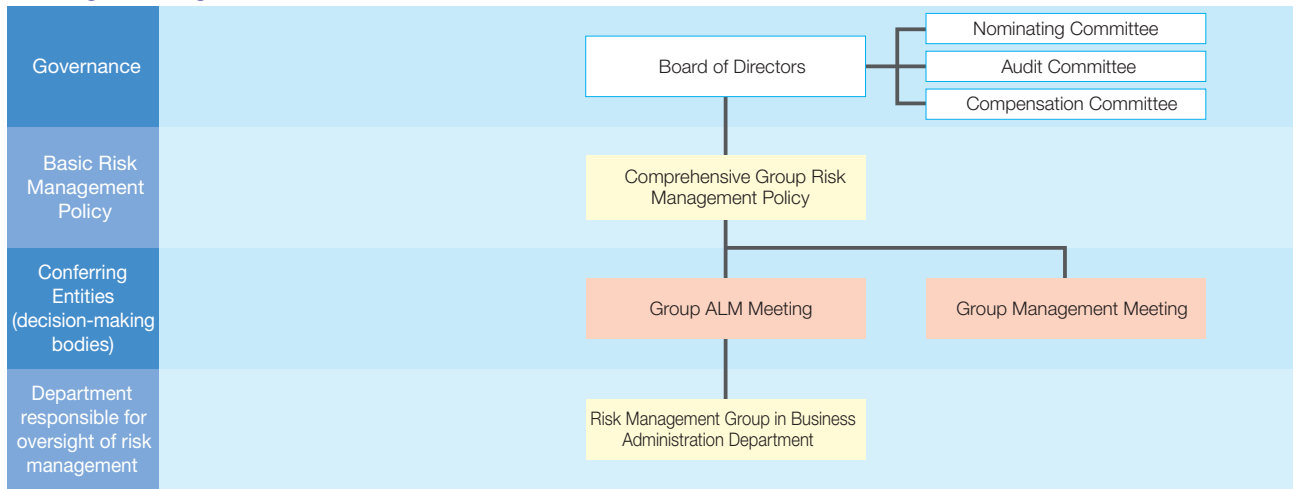 Governance
Board of Directors
Nominating Committee
Audit Committee
Compensation Committee
Basic Risk
Management
Policy
Comprehensive Group Risk
Management Policy
Conferring
Entities
(decision-making
bodies)
Group ALM Meeting
Group Management Meeting
Department
responsible for
oversight of risk
management
Risk Management Group in Business
Administration Department